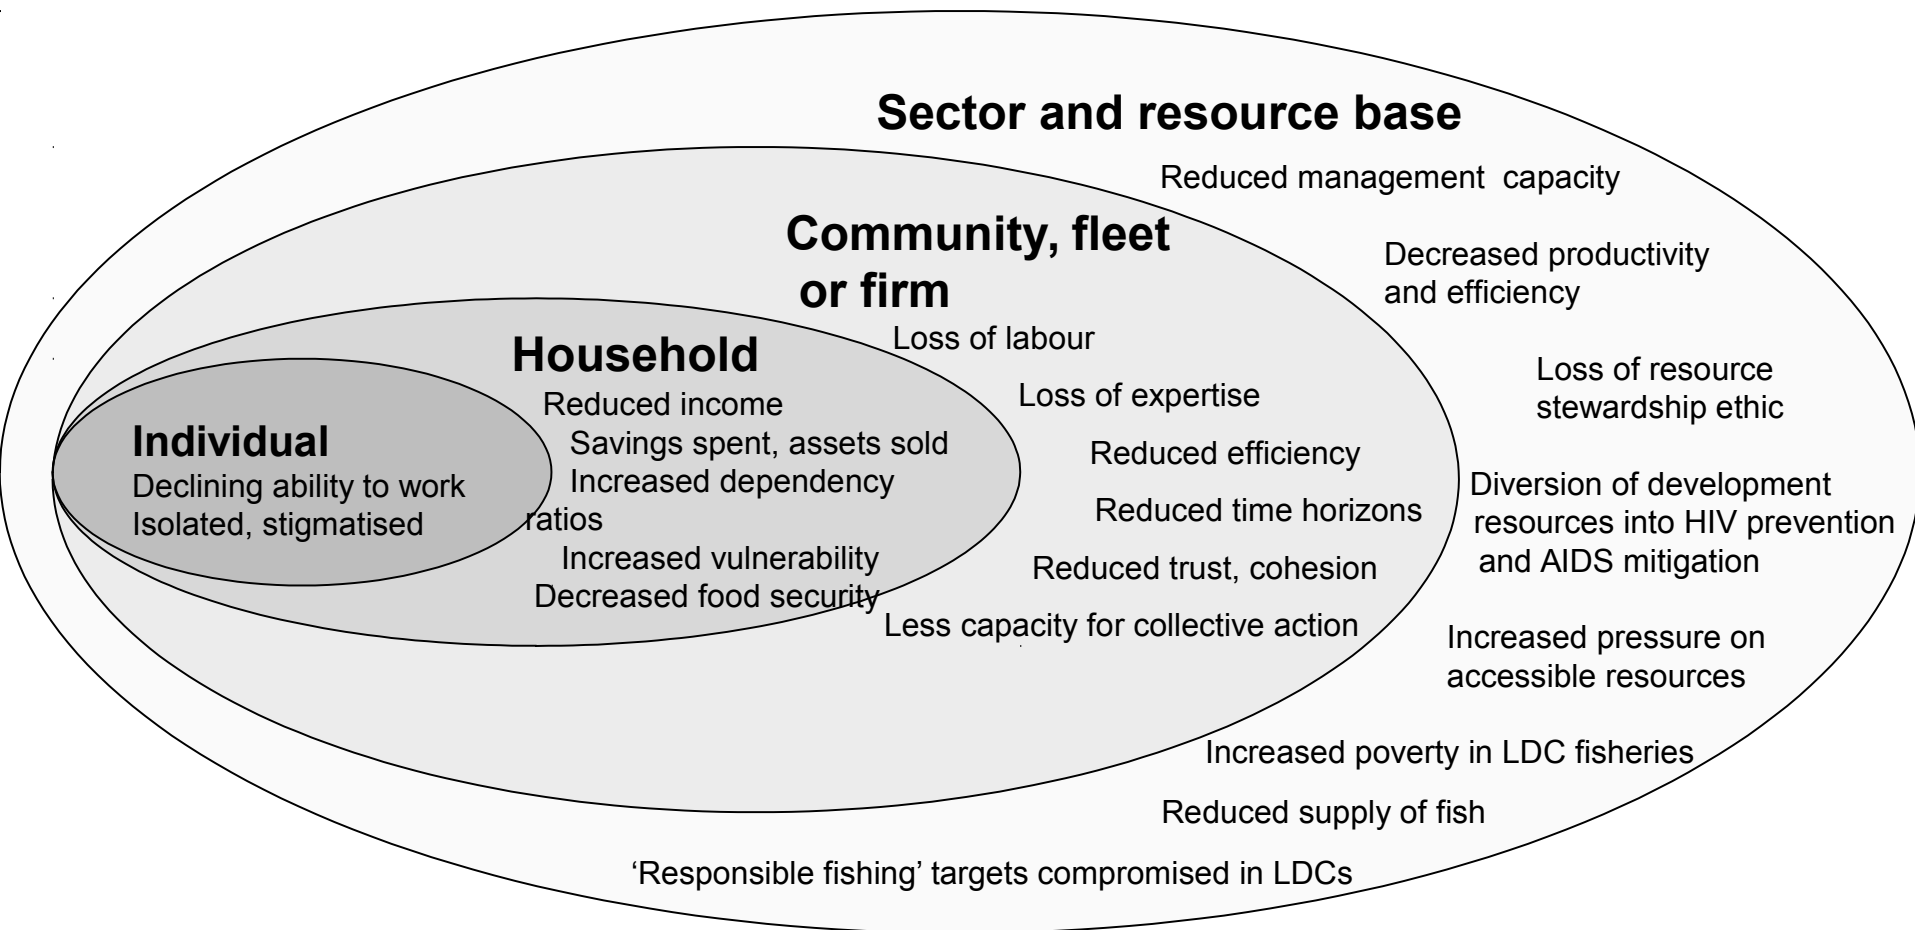 Sector and resource base
Reduced management  capacity
Decreased productivity
and efficiency
Loss of resource
stewardship ethic
Diversion of development
resources into HIV prevention
and AIDS mitigation
Increased pressure on
accessible resources
Increased poverty in LDC fisheries
Reduced supply of fish
‘Responsible fishing’ targets compromised in LDCs
Community, fleet
or firm
Loss of labour
Loss of expertise
Reduced efficiency
Reduced time horizons
Reduced trust, cohesion
Less capacity for collective action
Household
Reduced income
Savings spent, assets sold
Increased dependency
ratios
Increased vulnerability
Decreased food security
Individual
Declining ability to work
Isolated, stigmatised